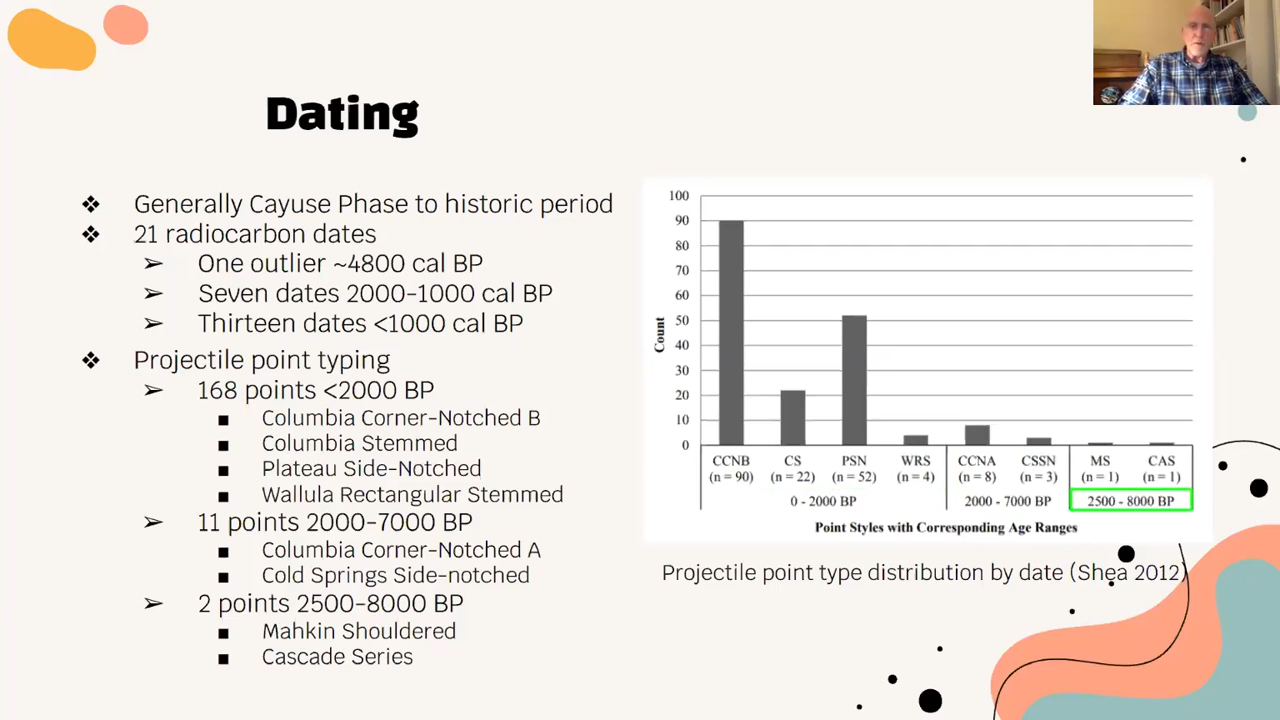 Dating
❖ Generally Cayuse Phase to historic period
❖ 21 radiocarbon dates
➢ One outlier ~4800 cal BP
➢ Seven dates 2000-1000 cal BP
➢ Thirteen dates <1000 cal BP
❖ Projectile point typing
➢ 168 points <2000 BP
■ Columbia Corner-Notched B
■ Columbia Stemmed
■ Plateau Side-Notched
■ Wallula Rectangular Stemmed
➢ 11 points 2000-7000 BP
■ Columbia Corner-Notched A
■ Cold Springs Side-notched
➢ 2 points 2500-8000 BP
■ Mahkin Shouldered
■ Cascade Series
100
90
80
70
60
50
40
30
20
10
0
Count
CCNB CS PSN WRS CCNA CSSN MS CAS
(n = 90) (n = 22) (n = 52) (n = 4) (n = 8) (n = 3) (n = 1) (n = 1)
0 - 2000 BP 2000 - 7000 BP 2500 - 8000 BP
Point Styles with Corresponding Age Ranges
Projectile point type distribution by date (Shea 2012)